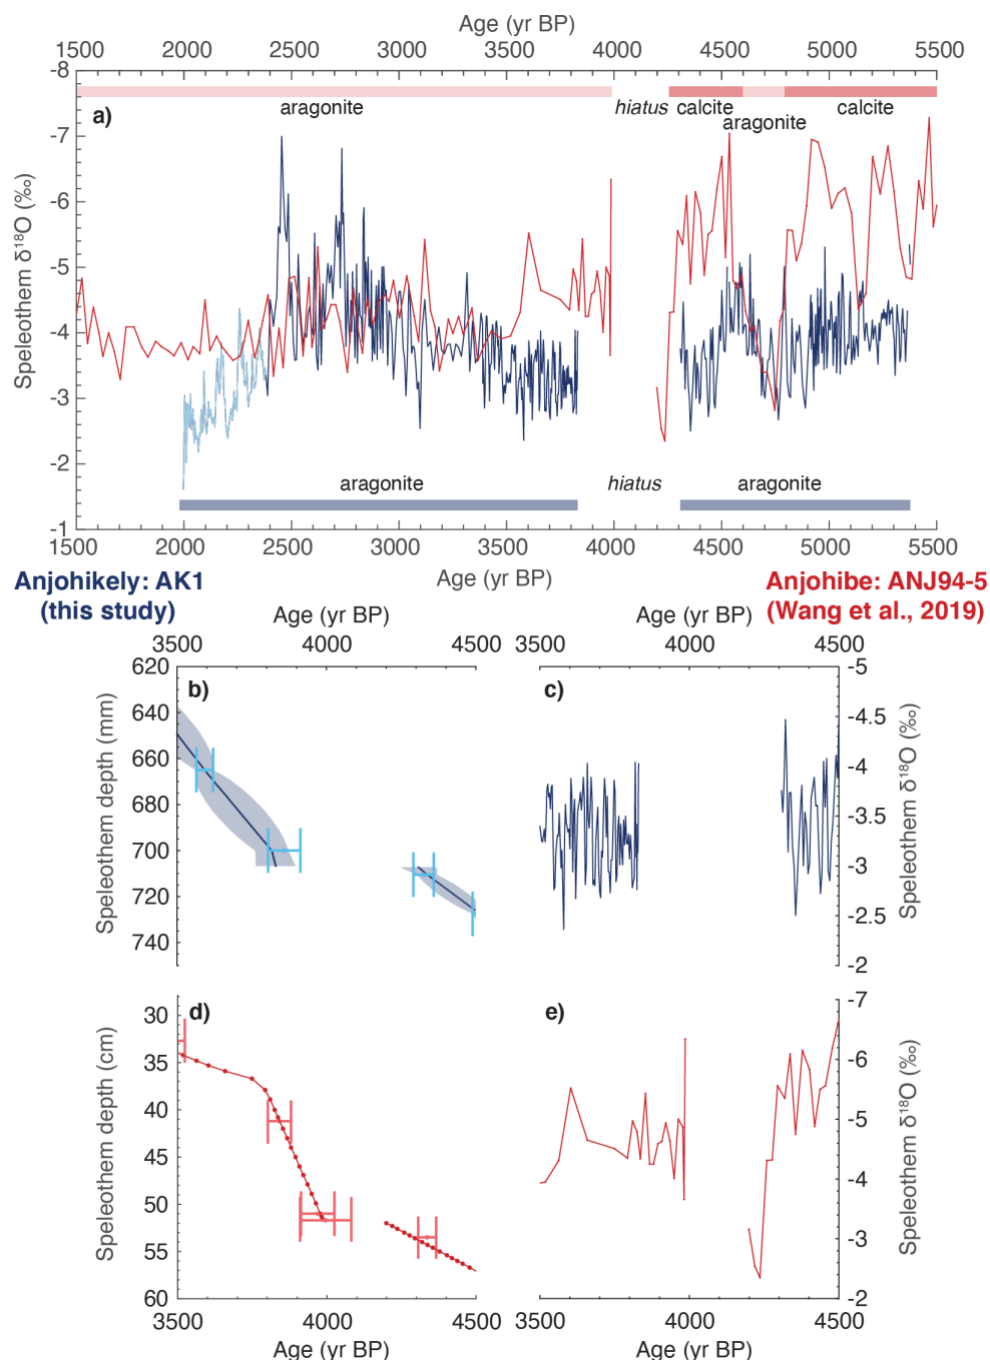 Age (yr BP)
1500 2000 2500 3000 3500 4000 4500 5000 5500
-8
-7
-6
-5
-4
-3
-2
-1
Speleothem δ¹⁸O (‰)
a)
aragonite
hiatus
calcite
aragonite
calcite
aragonite
hiatus
aragonite
1500 2000 2500 3000 3500 4000 4500 5000 5500
Age (yr BP)
Anjohikely: AK1
(this study)
Anjohibe: ANJ94-5
(Wang et al., 2019)
Age (yr BP)
3500 4000 4500
620
640
660
680
700
720
740
Speleothem depth (mm)
b)
Age (yr BP)
3500 4000 4500
c)
-5
-4.5
-4
-3.5
-3
-2.5
-2
Speleothem δ¹⁸O (‰)
30
35
40
45
50
55
60
Speleothem depth (cm)
d)
3500 4000 4500
Age (yr BP)
e)
-7
-6
-5
-4
-3
-2
Speleothem δ¹⁸O (‰)
3500 4000 4500
Age (yr BP)